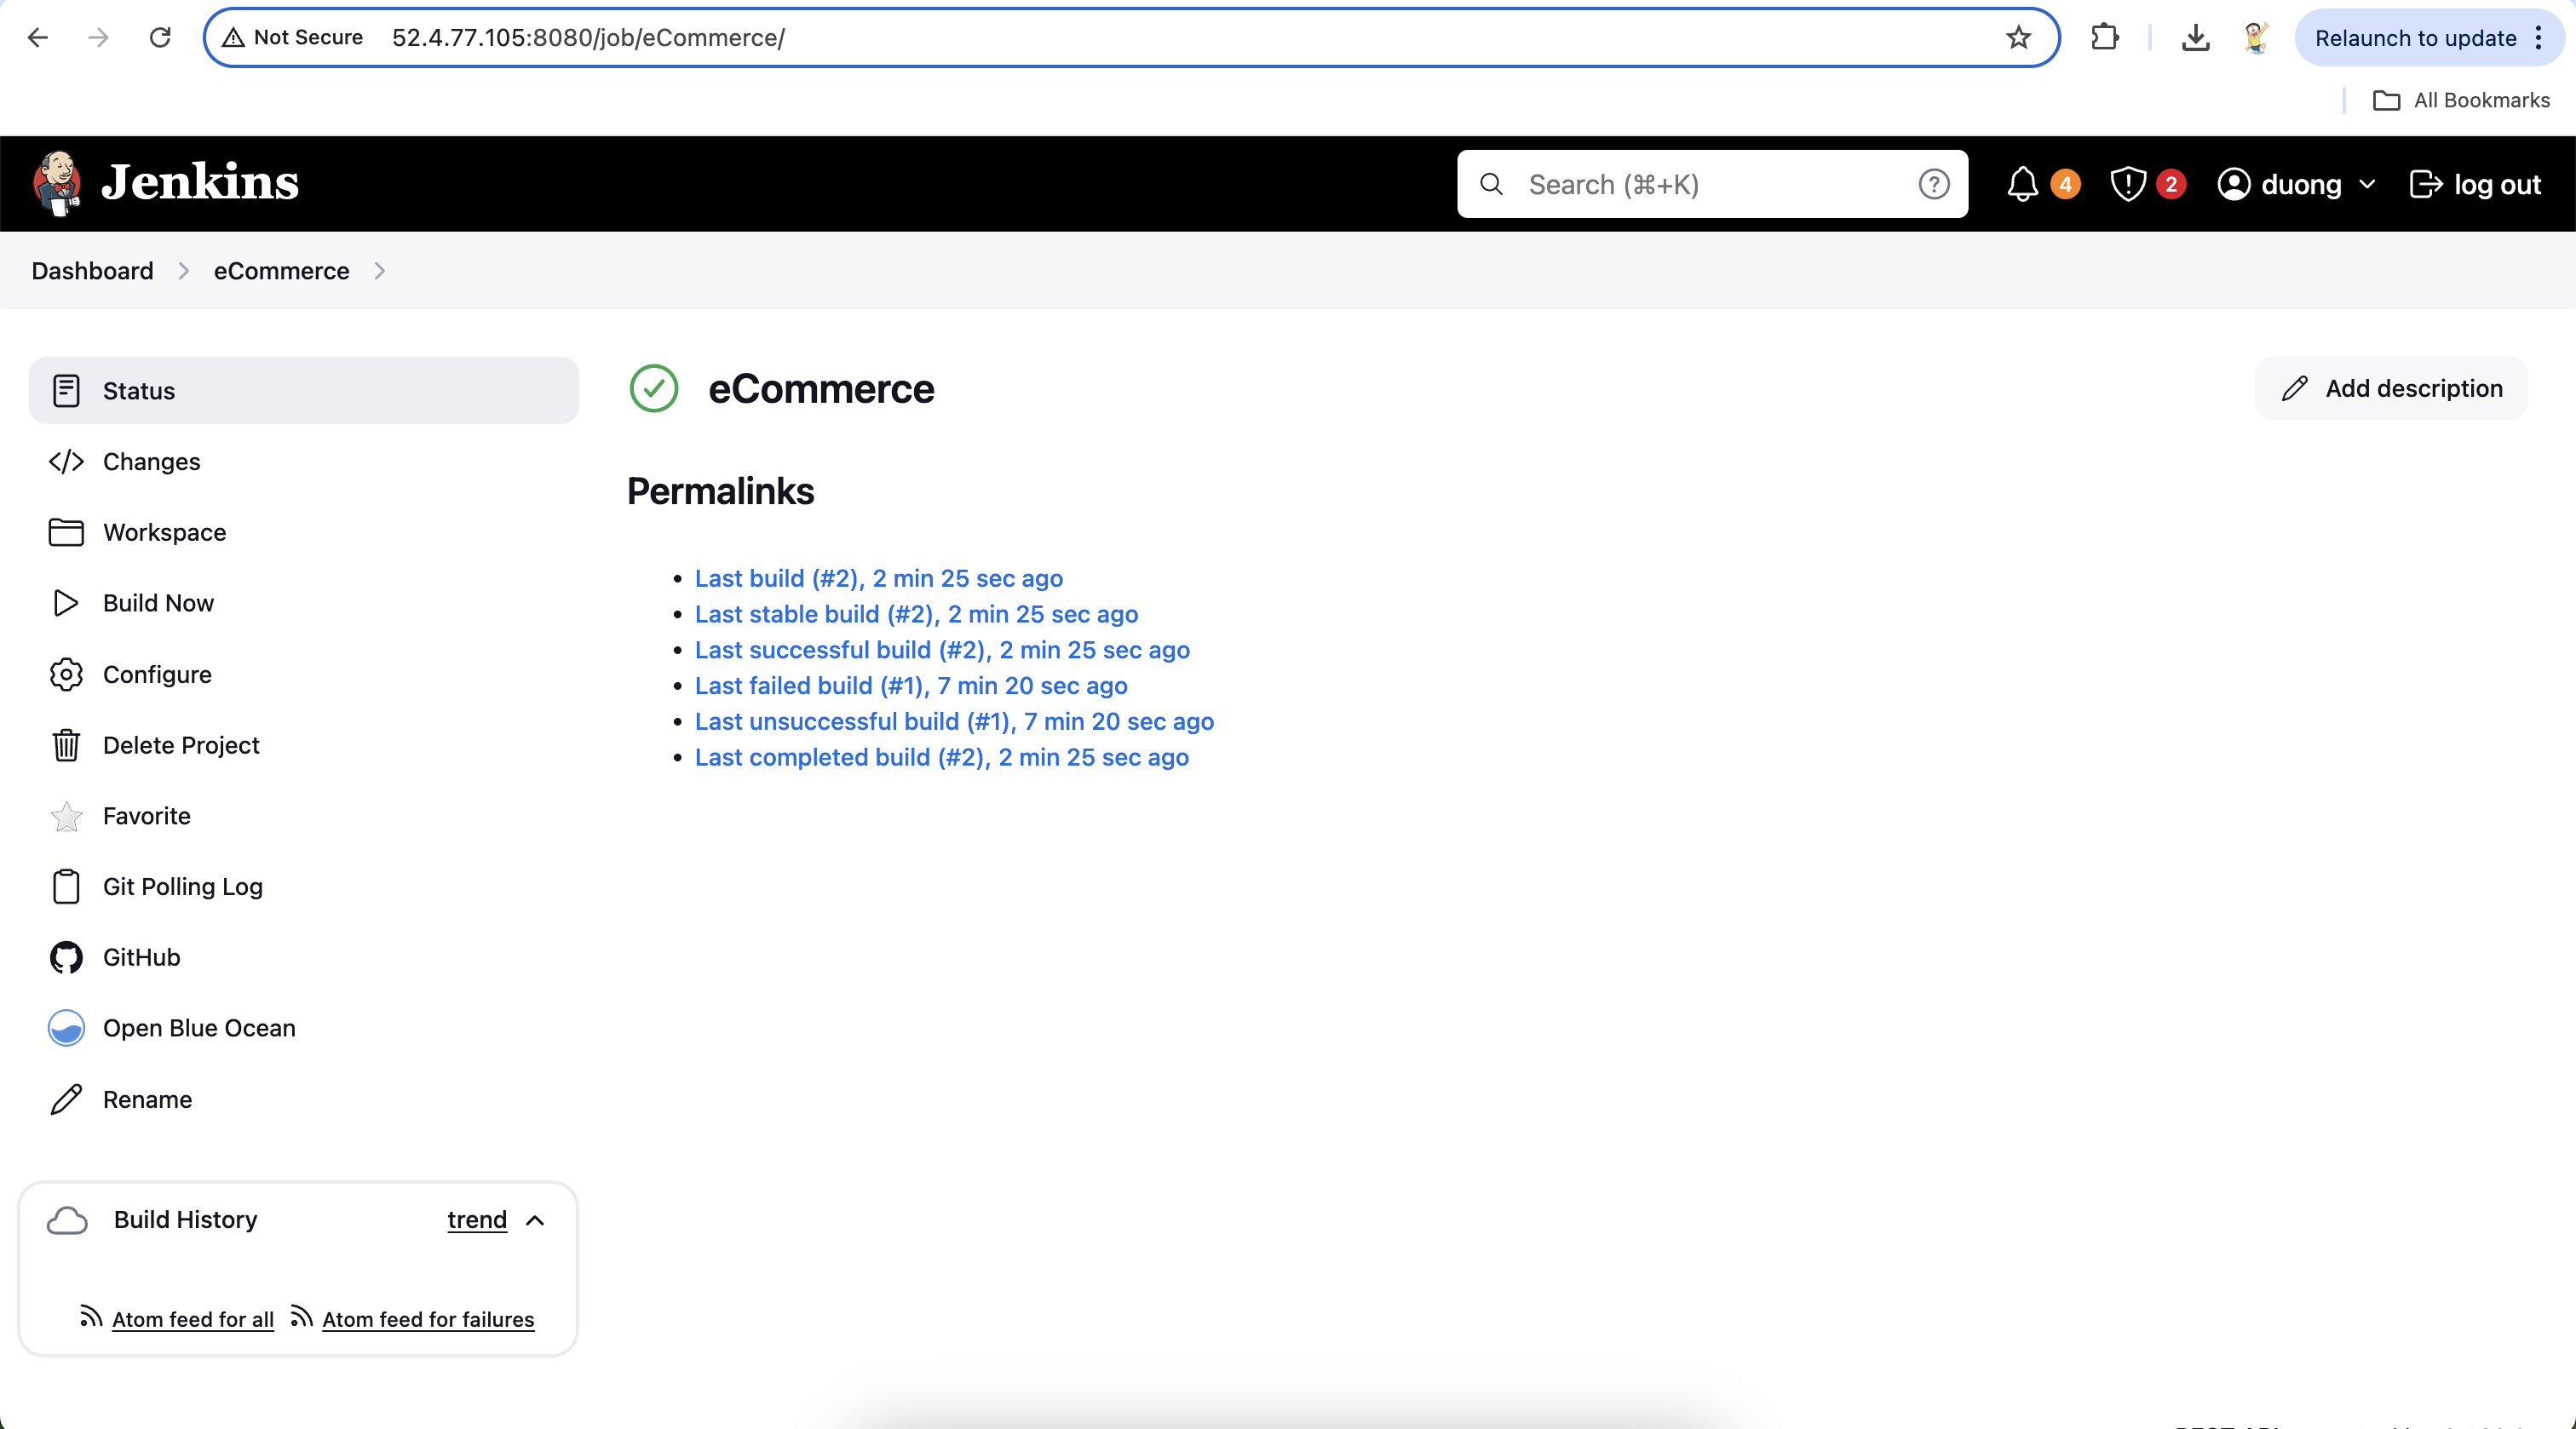 Not Secure 52.4.77.105:8080/job/eCommerce/ Relaunch to update
All Bookmarks
Jenkins Search (⌘+K) 4 2 duong log out
Dashboard eCommerce
Status
Changes
Workspace
Build Now
Configure
Delete Project
Favorite
Git Polling Log
GitHub
Open Blue Ocean
Rename
Build History trend
Atom feed for all Atom feed for failures
eCommerce Add description
Permalinks
Last build (#2), 2 min 25 sec ago
Last stable build (#2), 2 min 25 sec ago
Last successful build (#2), 2 min 25 sec ago
Last failed build (#1), 7 min 20 sec ago
Last unsuccessful build (#1), 7 min 20 sec ago
Last completed build (#2), 2 min 25 sec ago